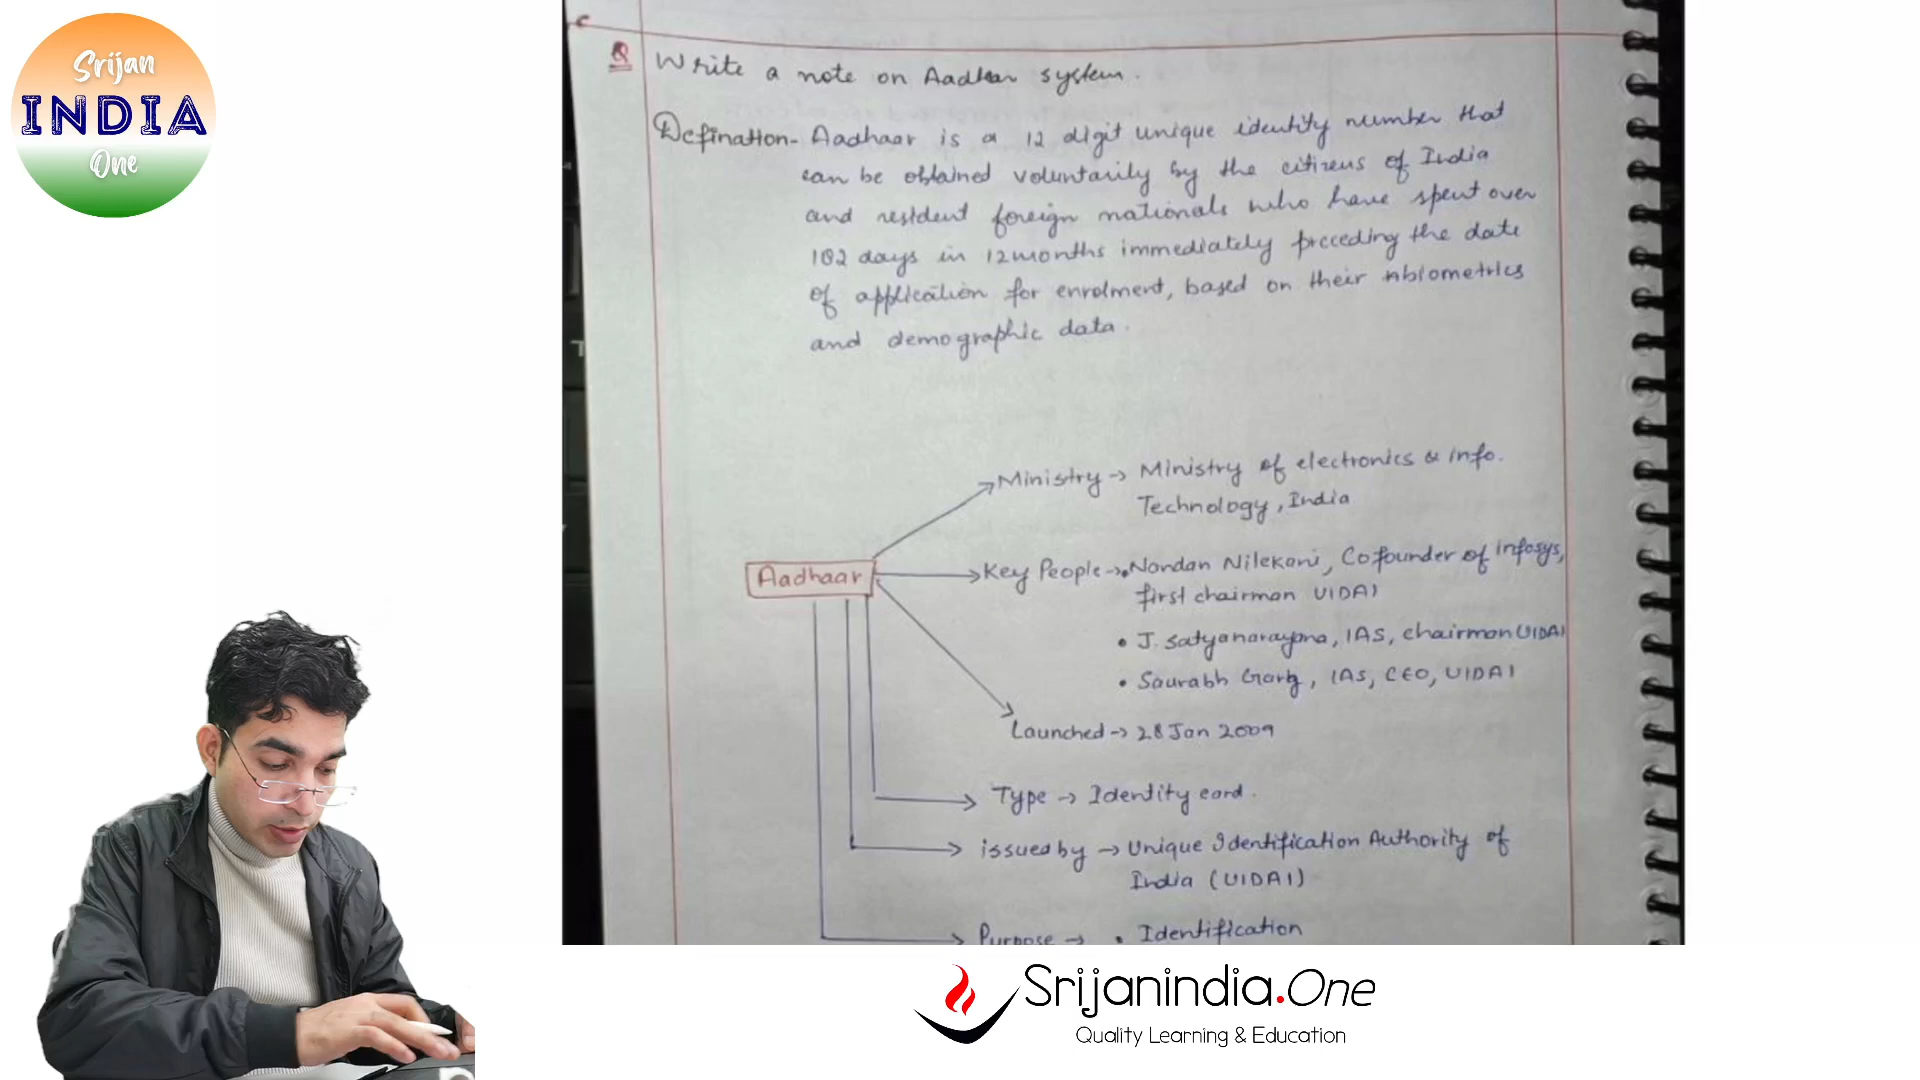 Srijan
INDIA
One
Q Write a note on Aadhar system.
Defination- Aadhaar is a 12 digit unique identity number that
can be obtained voluntarily by the citizens of India
and resident foreign nationals who have spent over
182 days in 12 months immediately preceding the date
of application for enrolment, based on their nbiometrics
and demographic data.
Ministry → Ministry of electronics & info.
Technology, India
Aadhaar
Key People → • Nandan Nilekani, Cofounder of infosys,
first chairman UIDAI
• J. Satyanarayana, IAS, chairman UIDAI
• Saurabh Garg, IAS, CEO, UIDAI
Launched → 28 Jan 2009
Type → Identity card.
issued by → Unique Identification Authority of
India (UIDAI)
Purpose → • Identification
Srijanindia.One
Quality Learning & Education